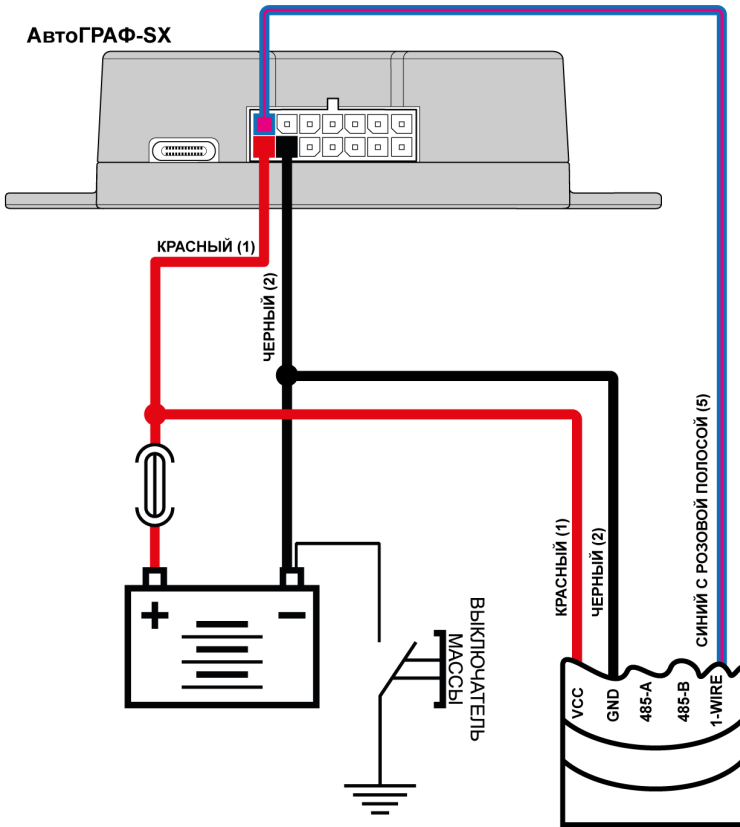 АвтоГРАФ-SX
КРАСНЫЙ (1)
ЧЕРНЫЙ (2)
СИНИЙ С РОЗОВОЙ ПОЛОСОЙ (5)
КРАСНЫЙ (1)
ЧЕРНЫЙ (2)
+
−
ВЫКЛЮЧАТЕЛЬ
МАССЫ
VCC
GND
485-A
485-B
1-WIRE